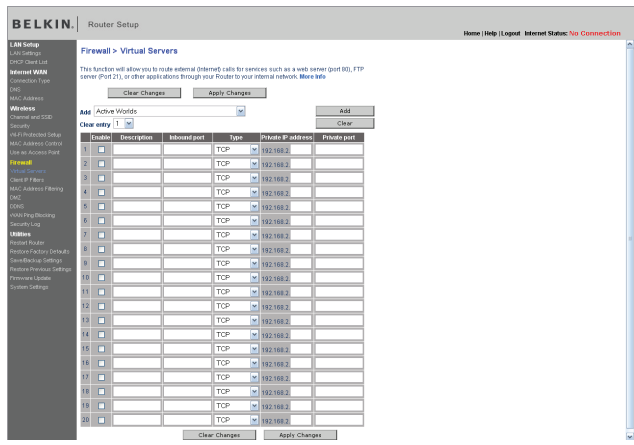 BELKIN. Router Setup
Home | Help | Logout Internet Status: No Connection
LAN Setup
LAN Settings
DHCP Client List
Internet WAN
Connection Type
DNS
MAC Address
Wireless
Channel and SSID
Security
Wi-Fi Protected Setup
MAC Address Control
Use as Access Point
Firewall
Virtual Servers
Client IP Filters
MAC Address Filtering
DMZ
DDNS
WAN Ping Blocking
Security Log
Utilities
Restart Router
Restore Factory Defaults
Save/Backup Settings
Restore Previous Settings
Firmware Update
System Settings
Firewall > Virtual Servers
This function will allow you to route external (Internet) calls for services such as a web server (port 80), FTP
server (Port 21), or other applications through your Router to your internal network. More Info
Clear Changes Apply Changes
Add Active Worlds Add
Clear entry 1 Clear
Enable Description Inbound port Type Private IP address Private port
1 TCP 192.168.2.
2 TCP 192.168.2.
3 TCP 192.168.2.
4 TCP 192.168.2.
5 TCP 192.168.2.
6 TCP 192.168.2.
7 TCP 192.168.2.
8 TCP 192.168.2.
9 TCP 192.168.2.
10 TCP 192.168.2.
11 TCP 192.168.2.
12 TCP 192.168.2.
13 TCP 192.168.2.
14 TCP 192.168.2.
15 TCP 192.168.2.
16 TCP 192.168.2.
17 TCP 192.168.2.
18 TCP 192.168.2.
19 TCP 192.168.2.
20 TCP 192.168.2.
Clear Changes Apply Changes